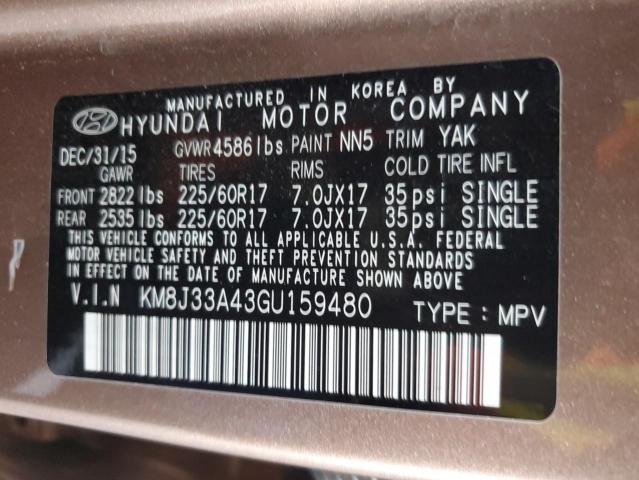 MANUFACTURED IN KOREA BY
HYUNDAI MOTOR COMPANY
DEC/31/15 GVWR 4586lbs PAINT NN5 TRIM YAK
GAWR TIRES RIMS COLD TIRE INFL
FRONT 2822 lbs 225/60R17 7.0JX17 35psi SINGLE
REAR 2535 lbs 225/60R17 7.0JX17 35psi SINGLE
THIS VEHICLE CONFORMS TO ALL APPLICABLE U.S.A. FEDERAL
MOTOR VEHICLE SAFETY, BUMPER, AND THEFT PREVENTION STANDARDS
IN EFFECT ON THE DATE OF MANUFACTURE SHOWN ABOVE.
V.I.N KM8J33A43GU159480 TYPE : MPV